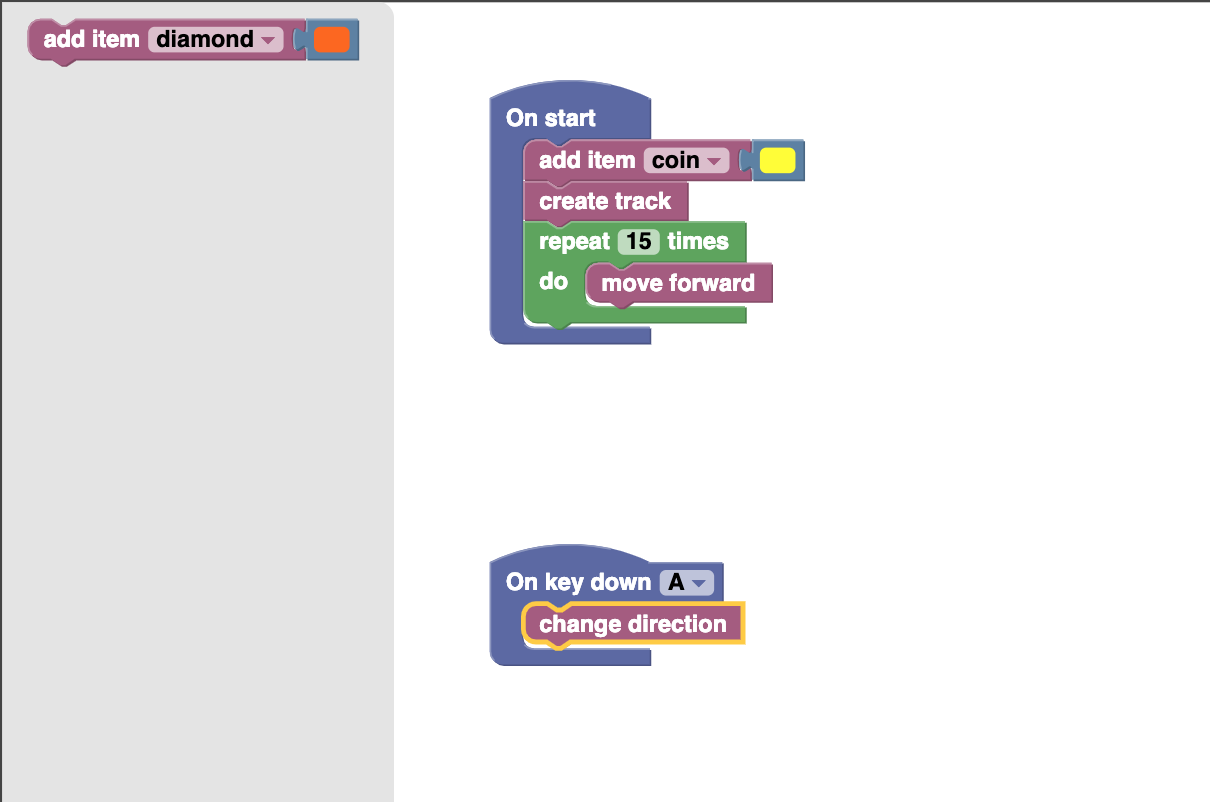 add item diamond
On start
add item coin
create track
repeat 15 times
do move forward
On key down A
change direction